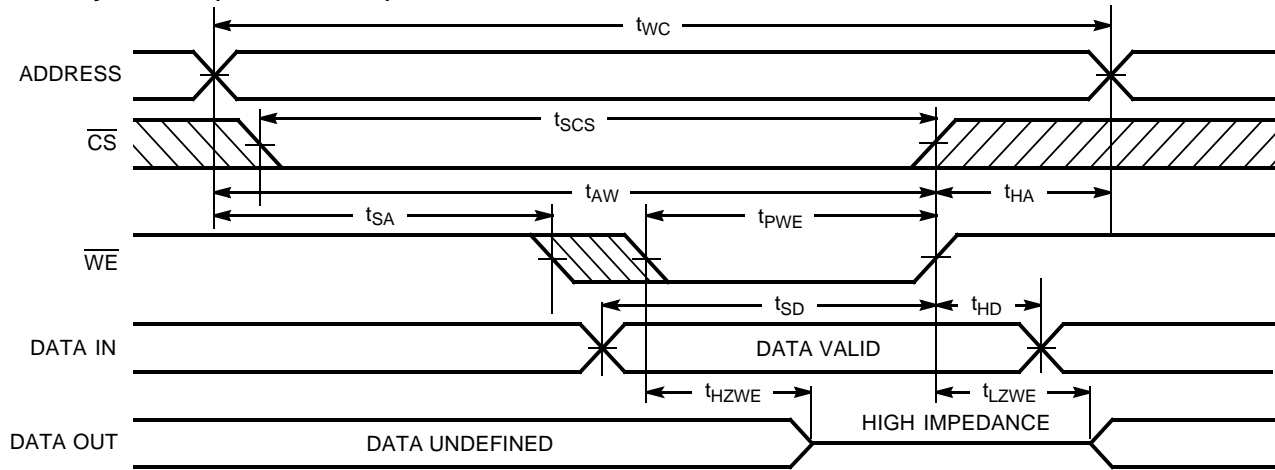 tWC
ADDRESS
CS
tSCS
tAW
tHA
tSA
tPWE
WE
tSD
tHD
DATA IN
DATA VALID
tHZWE
tLZWE
HIGH IMPEDANCE
DATA OUT
DATA UNDEFINED